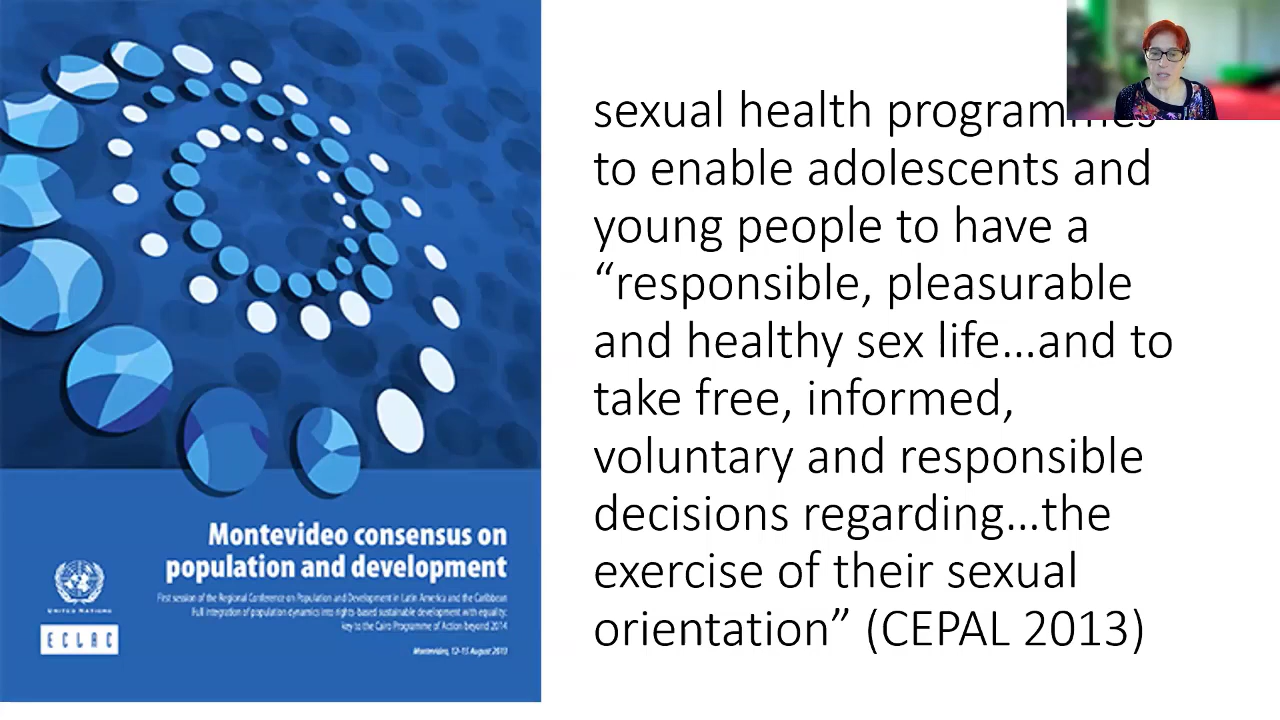 sexual health programmes
to enable adolescents and
young people to have a
“responsible, pleasurable
and healthy sex life…and to
take free, informed,
voluntary and responsible
decisions regarding…the
exercise of their sexual
orientation” (CEPAL 2013)
Montevideo consensus on
population and development
First session of the Regional Conference on Population and Development in Latin America and the Caribbean
Full integration of population dynamics into rights-based sustainable development with equality:
key to the Cairo Programme of Action beyond 2014
Montevideo, 12-15 August 2013
UNITED NATIONS
ECLAC